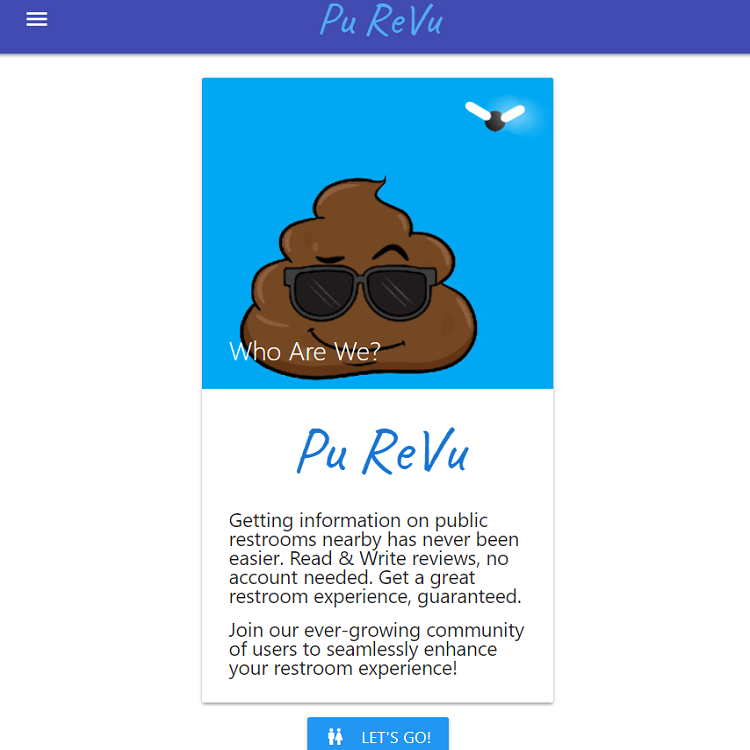 Pu ReVu
Who Are We?
Pu ReVu
Getting information on public
restrooms nearby has never been
easier. Read & Write reviews, no
account needed. Get a great
restroom experience, guaranteed.
Join our ever-growing community
of users to seamlessly enhance
your restroom experience!
LET'S GO!